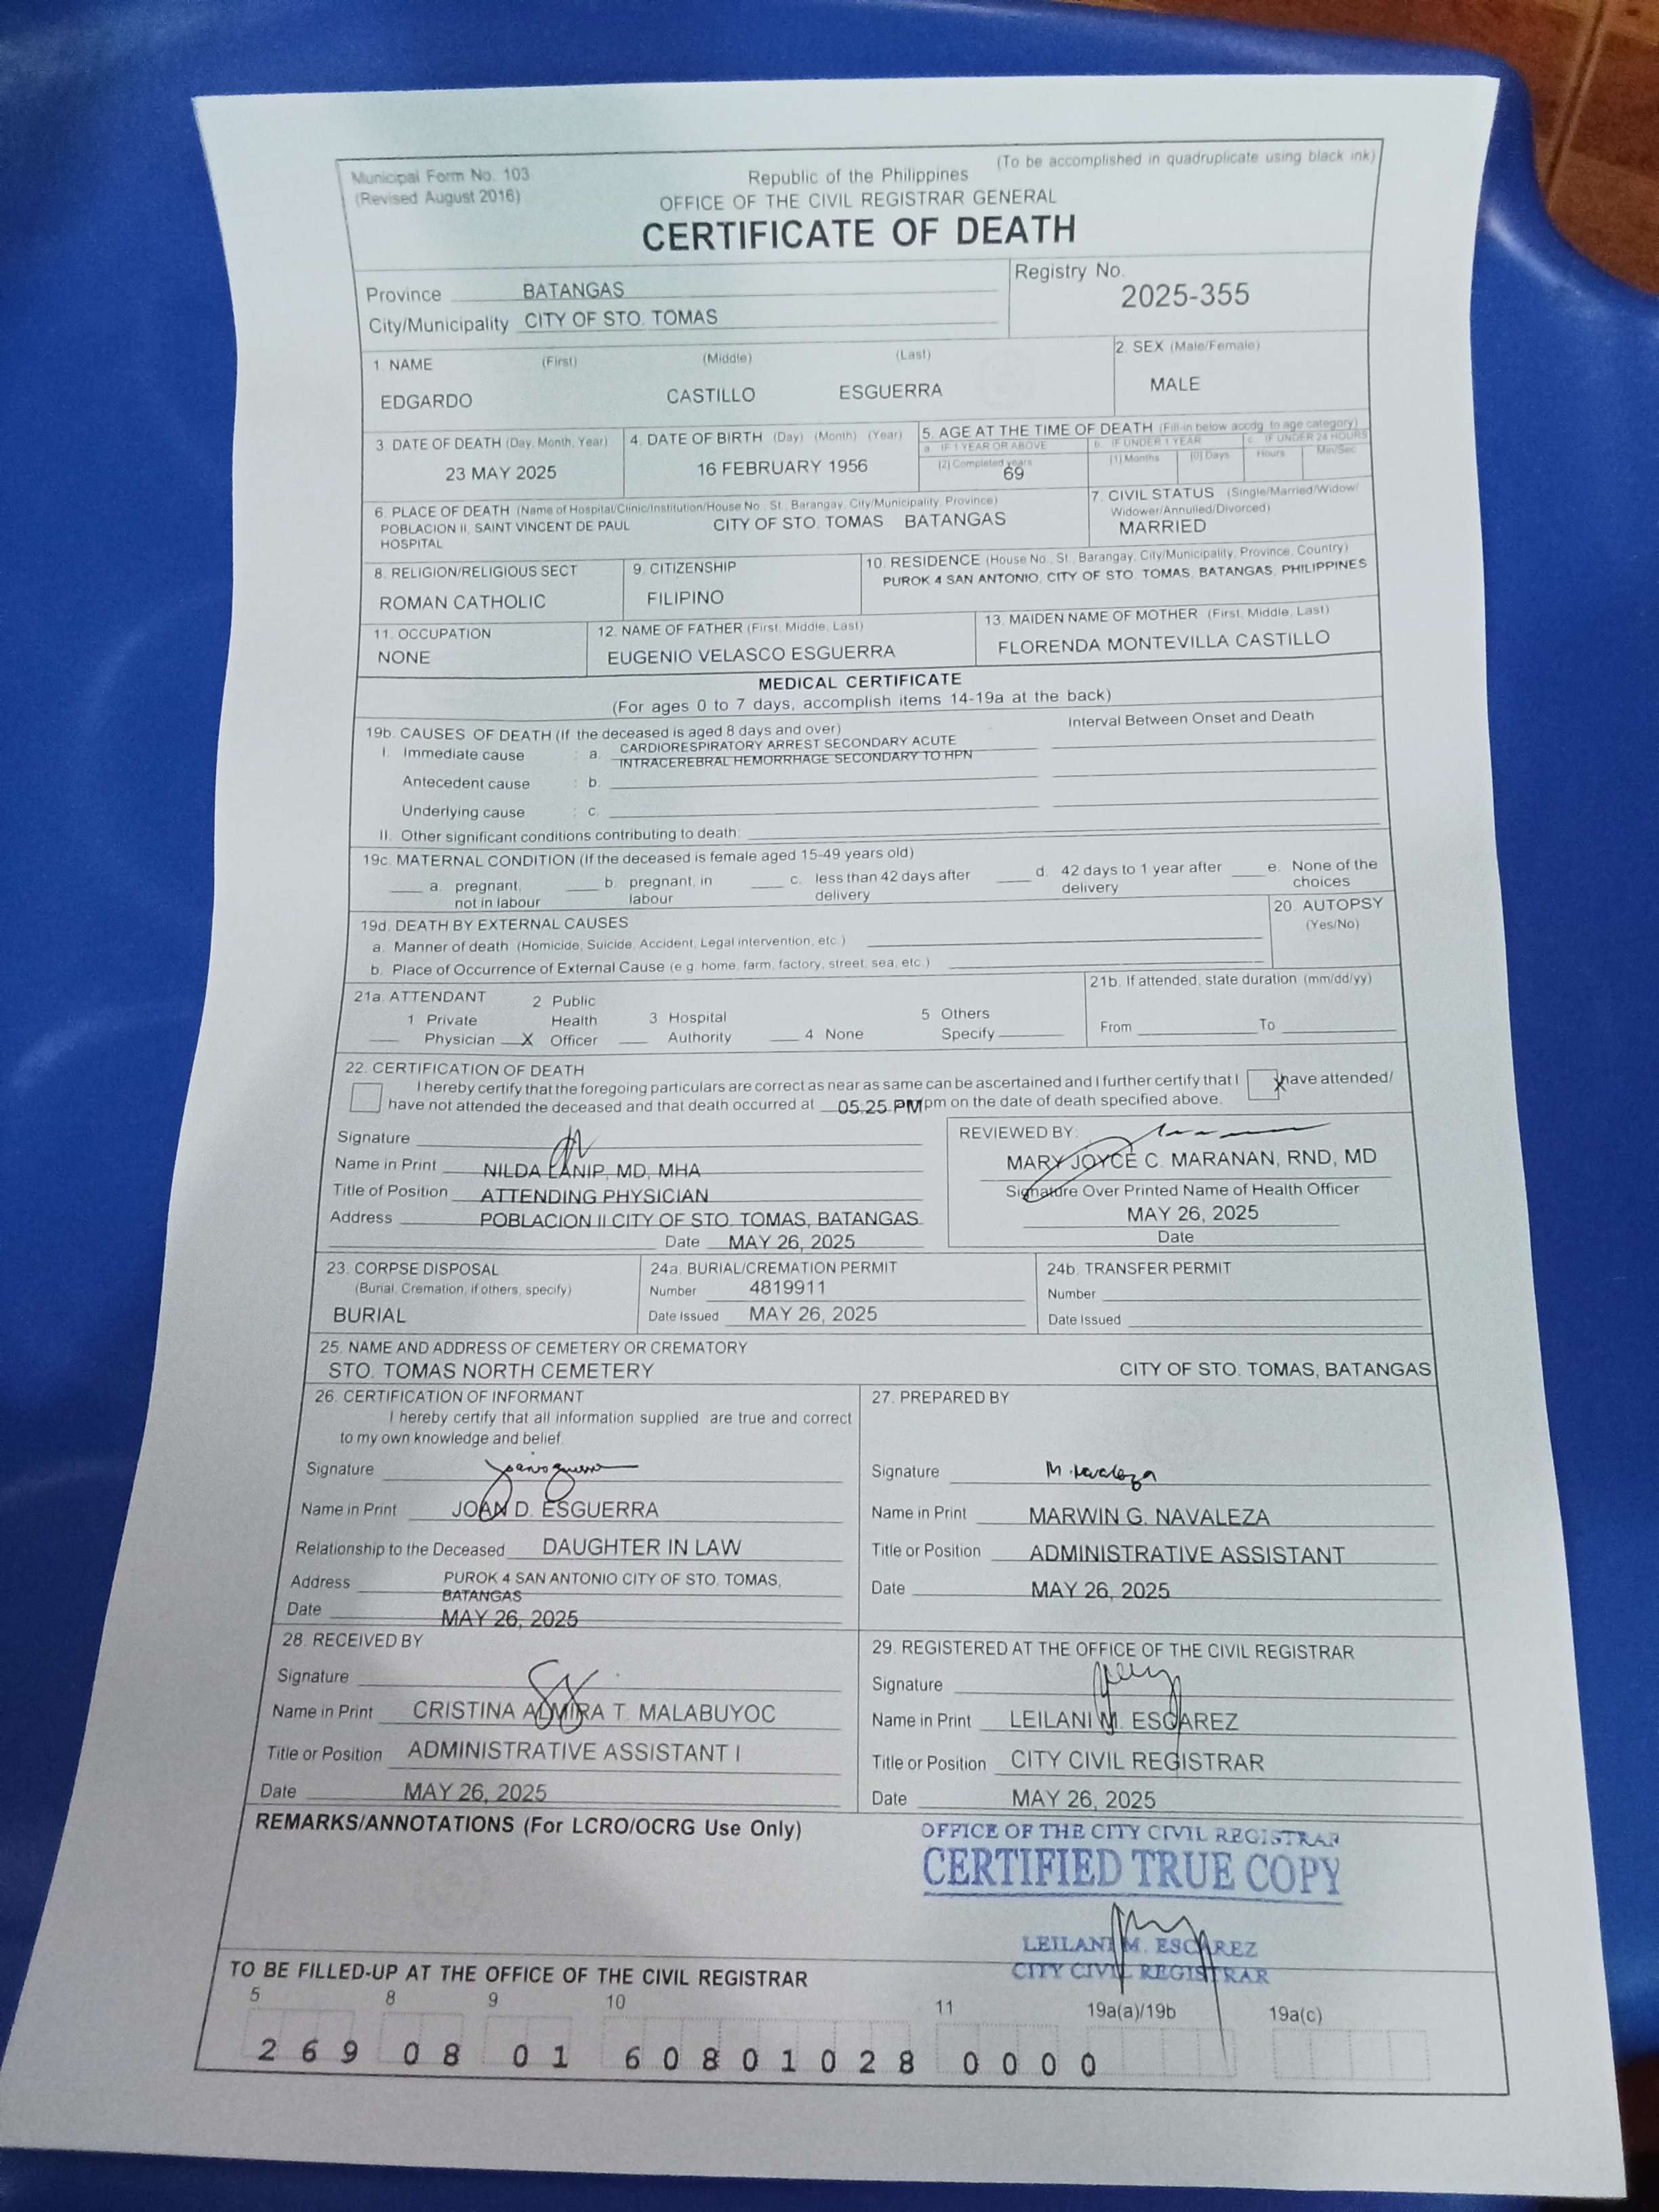 (To be accomplished in quadruplicate using black ink)
Municipal Form No. 103
(Revised August 2016)
Republic of the Philippines
OFFICE OF THE CIVIL REGISTRAR GENERAL
CERTIFICATE OF DEATH
Province BATANGAS
City/Municipality CITY OF STO. TOMAS
Registry No.
2025-355
1. NAME (First) (Middle) (Last)
EDGARDO CASTILLO ESGUERRA
2. SEX (Male/Female)
MALE
3. DATE OF DEATH (Day, Month, Year)
23 MAY 2025
4. DATE OF BIRTH (Day) (Month) (Year)
16 FEBRUARY 1956
5. AGE AT THE TIME OF DEATH (Fill-in below accdg. to age category)
a. IF 1 YEAR OR ABOVE b. IF UNDER 1 YEAR c. IF UNDER 24 HOURS
[2] Completed years [1] Months [0] Days Hours Min/Sec
69
6. PLACE OF DEATH (Name of Hospital/Clinic/Institution/House No., St., Barangay, City/Municipality, Province)
POBLACION II, SAINT VINCENT DE PAUL
HOSPITAL
CITY OF STO. TOMAS BATANGAS
7. CIVIL STATUS (Single/Married/Widow/
Widower/Annulled/Divorced)
MARRIED
8. RELIGION/RELIGIOUS SECT
ROMAN CATHOLIC
9. CITIZENSHIP
FILIPINO
10. RESIDENCE (House No., St., Barangay, City/Municipality, Province, Country)
PUROK 4 SAN ANTONIO, CITY OF STO. TOMAS, BATANGAS, PHILIPPINES
11. OCCUPATION
NONE
12. NAME OF FATHER (First, Middle, Last)
EUGENIO VELASCO ESGUERRA
13. MAIDEN NAME OF MOTHER (First, Middle, Last)
FLORENDA MONTEVILLA CASTILLO
MEDICAL CERTIFICATE
(For ages 0 to 7 days, accomplish items 14-19a at the back)
19b. CAUSES OF DEATH (If the deceased is aged 8 days and over)
Interval Between Onset and Death
I. Immediate cause : a. CARDIORESPIRATORY ARREST SECONDARY ACUTE
INTRACEREBRAL HEMORRHAGE SECONDARY TO HPN
Antecedent cause : b.
Underlying cause : c.
II. Other significant conditions contributing to death:
19c. MATERNAL CONDITION (If the deceased is female aged 15-49 years old)
a. pregnant,
not in labour
b. pregnant, in
labour
c. less than 42 days after
delivery
d. 42 days to 1 year after
delivery
e. None of the
choices
19d. DEATH BY EXTERNAL CAUSES
a. Manner of death (Homicide, Suicide, Accident, Legal intervention, etc.)
b. Place of Occurrence of External Cause (e.g. home, farm, factory, street, sea, etc.)
20. AUTOPSY
(Yes/No)
21a. ATTENDANT
1 Private
Physician
X 2 Public
Health
Officer
3 Hospital
Authority
4 None
5 Others
Specify
21b. If attended, state duration (mm/dd/yy)
From To
22. CERTIFICATION OF DEATH
I hereby certify that the foregoing particulars are correct as near as same can be ascertained and I further certify that I X have attended/
have not attended the deceased and that death occurred at 05:25 PM pm on the date of death specified above.
Signature
Name in Print NILDA LANIP, MD, MHA
Title of Position ATTENDING PHYSICIAN
Address POBLACION II CITY OF STO. TOMAS, BATANGAS
Date MAY 26, 2025
REVIEWED BY:
MARY JOYCE C. MARANAN, RND, MD
Signature Over Printed Name of Health Officer
MAY 26, 2025
Date
23. CORPSE DISPOSAL
(Burial, Cremation, if others, specify)
BURIAL
24a. BURIAL/CREMATION PERMIT
Number 4819911
Date Issued MAY 26, 2025
24b. TRANSFER PERMIT
Number
Date Issued
25. NAME AND ADDRESS OF CEMETERY OR CREMATORY
STO. TOMAS NORTH CEMETERY CITY OF STO. TOMAS, BATANGAS
26. CERTIFICATION OF INFORMANT
I hereby certify that all information supplied are true and correct
to my own knowledge and belief.
Signature
Name in Print JOAN D. ESGUERRA
Relationship to the Deceased DAUGHTER IN LAW
Address PUROK 4 SAN ANTONIO CITY OF STO. TOMAS,
BATANGAS
Date MAY 26, 2025
27. PREPARED BY
Signature M. Navaleza
Name in Print MARWIN G. NAVALEZA
Title or Position ADMINISTRATIVE ASSISTANT
Date MAY 26, 2025
28. RECEIVED BY
Signature
Name in Print CRISTINA ALMIRA T. MALABUYOC
Title or Position ADMINISTRATIVE ASSISTANT I
Date MAY 26, 2025
29. REGISTERED AT THE OFFICE OF THE CIVIL REGISTRAR
Signature
Name in Print LEILANI M. ESCAREZ
Title or Position CITY CIVIL REGISTRAR
Date MAY 26, 2025
REMARKS/ANNOTATIONS (For LCRO/OCRG Use Only)
OFFICE OF THE CITY CIVIL REGISTRAR
CERTIFIED TRUE COPY
LEILANI M. ESCAREZ
CITY CIVIL REGISTRAR
TO BE FILLED-UP AT THE OFFICE OF THE CIVIL REGISTRAR
5 8 9 10 11 19a(a)/19b 19a(c)
2 6 9 0 8 0 1 6 0 8 0 1 0 2 8 0 0 0 0